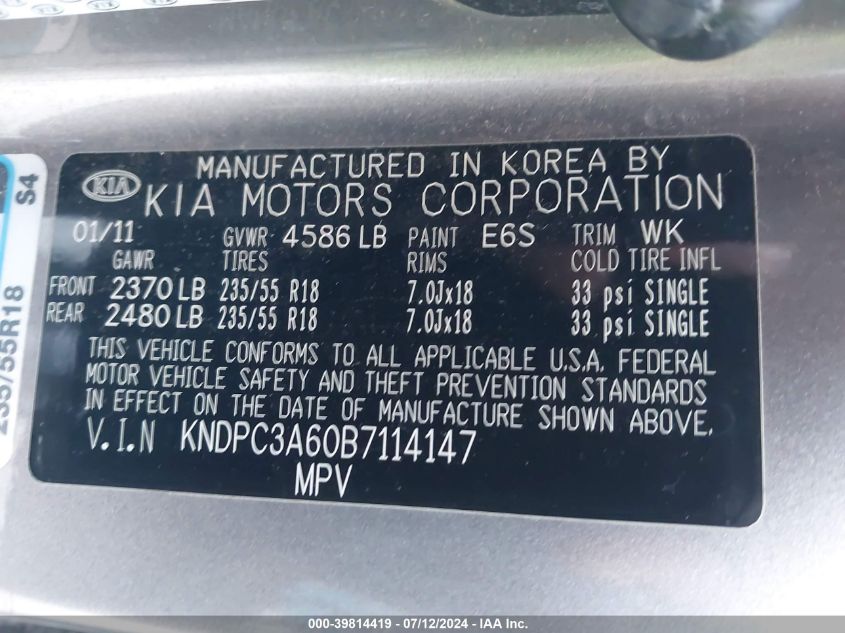 MANUFACTURED IN KOREA BY
KIA KIA MOTORS CORPORATION
01/11 GVWR 4586 LB PAINT E6S TRIM WK
GAWR TIRES RIMS COLD TIRE INFL
FRONT 2370 LB 235/55 R18 7.0Jx18 33 psi SINGLE
REAR 2480 LB 235/55 R18 7.0Jx18 33 psi SINGLE
THIS VEHICLE CONFORMS TO ALL APPLICABLE U.S.A. FEDERAL
MOTOR VEHICLE SAFETY AND THEFT PREVENTION STANDARDS
IN EFFECT ON THE DATE OF MANUFACTURE SHOWN ABOVE.
V.I.N KNDPC3A60B7114147
MPV
S4
235/55R18
000-39814419 - 07/12/2024 - IAA Inc.